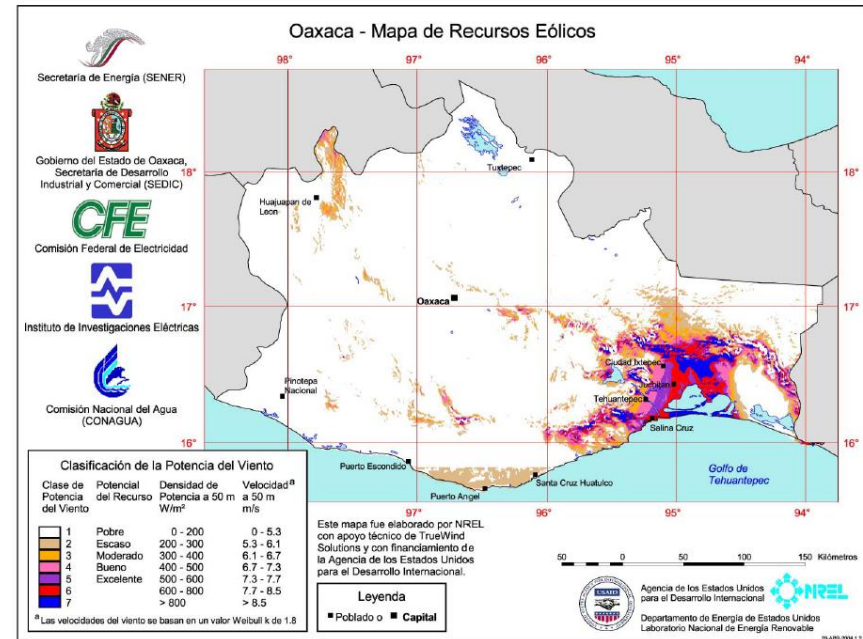 Oaxaca - Mapa de Recursos Eólicos
Secretaría de Energía (SENER)
Gobierno del Estado de Oaxaca,
Secretaría de Desarrollo
Industrial y Comercial (SEDIC)
CFE
Comisión Federal de Electricidad
Instituto de Investigaciones Eléctricas
Comisión Nacional del Agua
(CONAGUA)
98° 97° 96° 95° 94°
18° 18°
17° 17°
16° 16°
98° 97° 96° 95° 94°
Tuxtepec
Huajuapan de
Leon
Oaxaca
Ciudad Ixtepec
Juchitan
Tehuantepec
Pinotepa
Nacional
Salina Cruz
Puerto Escondido
Santa Cruz Huatulco
Puerto Angel
Golfo de
Tehuantepec
Clasificación de la Potencia del Viento
Clase de Potencial Densidad de Velocidad a
Potencia del Recurso Potencia a 50 m a 50 m
del Viento W/m² m/s
1 Pobre 0 - 200 0 - 5.3
2 Escaso 200 - 300 5.3 - 6.1
3 Moderado 300 - 400 6.1 - 6.7
4 Bueno 400 - 500 6.7 - 7.3
5 Excelente 500 - 600 7.3 - 7.7
6 600 - 800 7.7 - 8.5
7 > 800 > 8.5
a Las velocidades del viento se basan en un valor Weibull k de 1.8
Este mapa fue elaborado por NREL
con apoyo técnico de TrueWind
Solutions y con financiamiento de
la Agencia de los Estados Unidos
para el Desarrollo Internacional.
Leyenda
Poblado o Capital
50 0 50 100 150 Kilómetros
USAID
Agencia de los Estados Unidos
para el Desarrollo Internacional
NREL
Departamento de Energía de Estados Unidos
Laboratorio Nacional de Energía Renovable